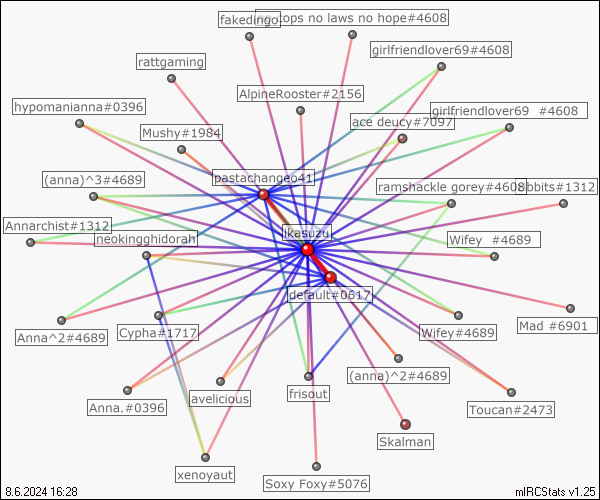 fakedingo
no cops no laws no hope#4608
girlfriendlover69#4608
rattgaming
AlpineRooster#2156
hypomanianna#0396
girlfriendlover69 #4608
ace deucy#7097
Mushy#1984
pastachangeo41
(anna)^3#4689
ramshackle gorey#4608
bbits#1312
Annarchist#1312
ikasuzu
neokingghidorah
Wifey #4689
default#0617
Anna^2#4689
Cypha#1717
Wifey#4689
Mad #6901
(anna)^2#4689
frisout
avelicious
Anna.#0396
Toucan#2473
Skalman
xenoyaut
Soxy Foxy#5076
8.6.2024 16:28
mIRCStats v1.25